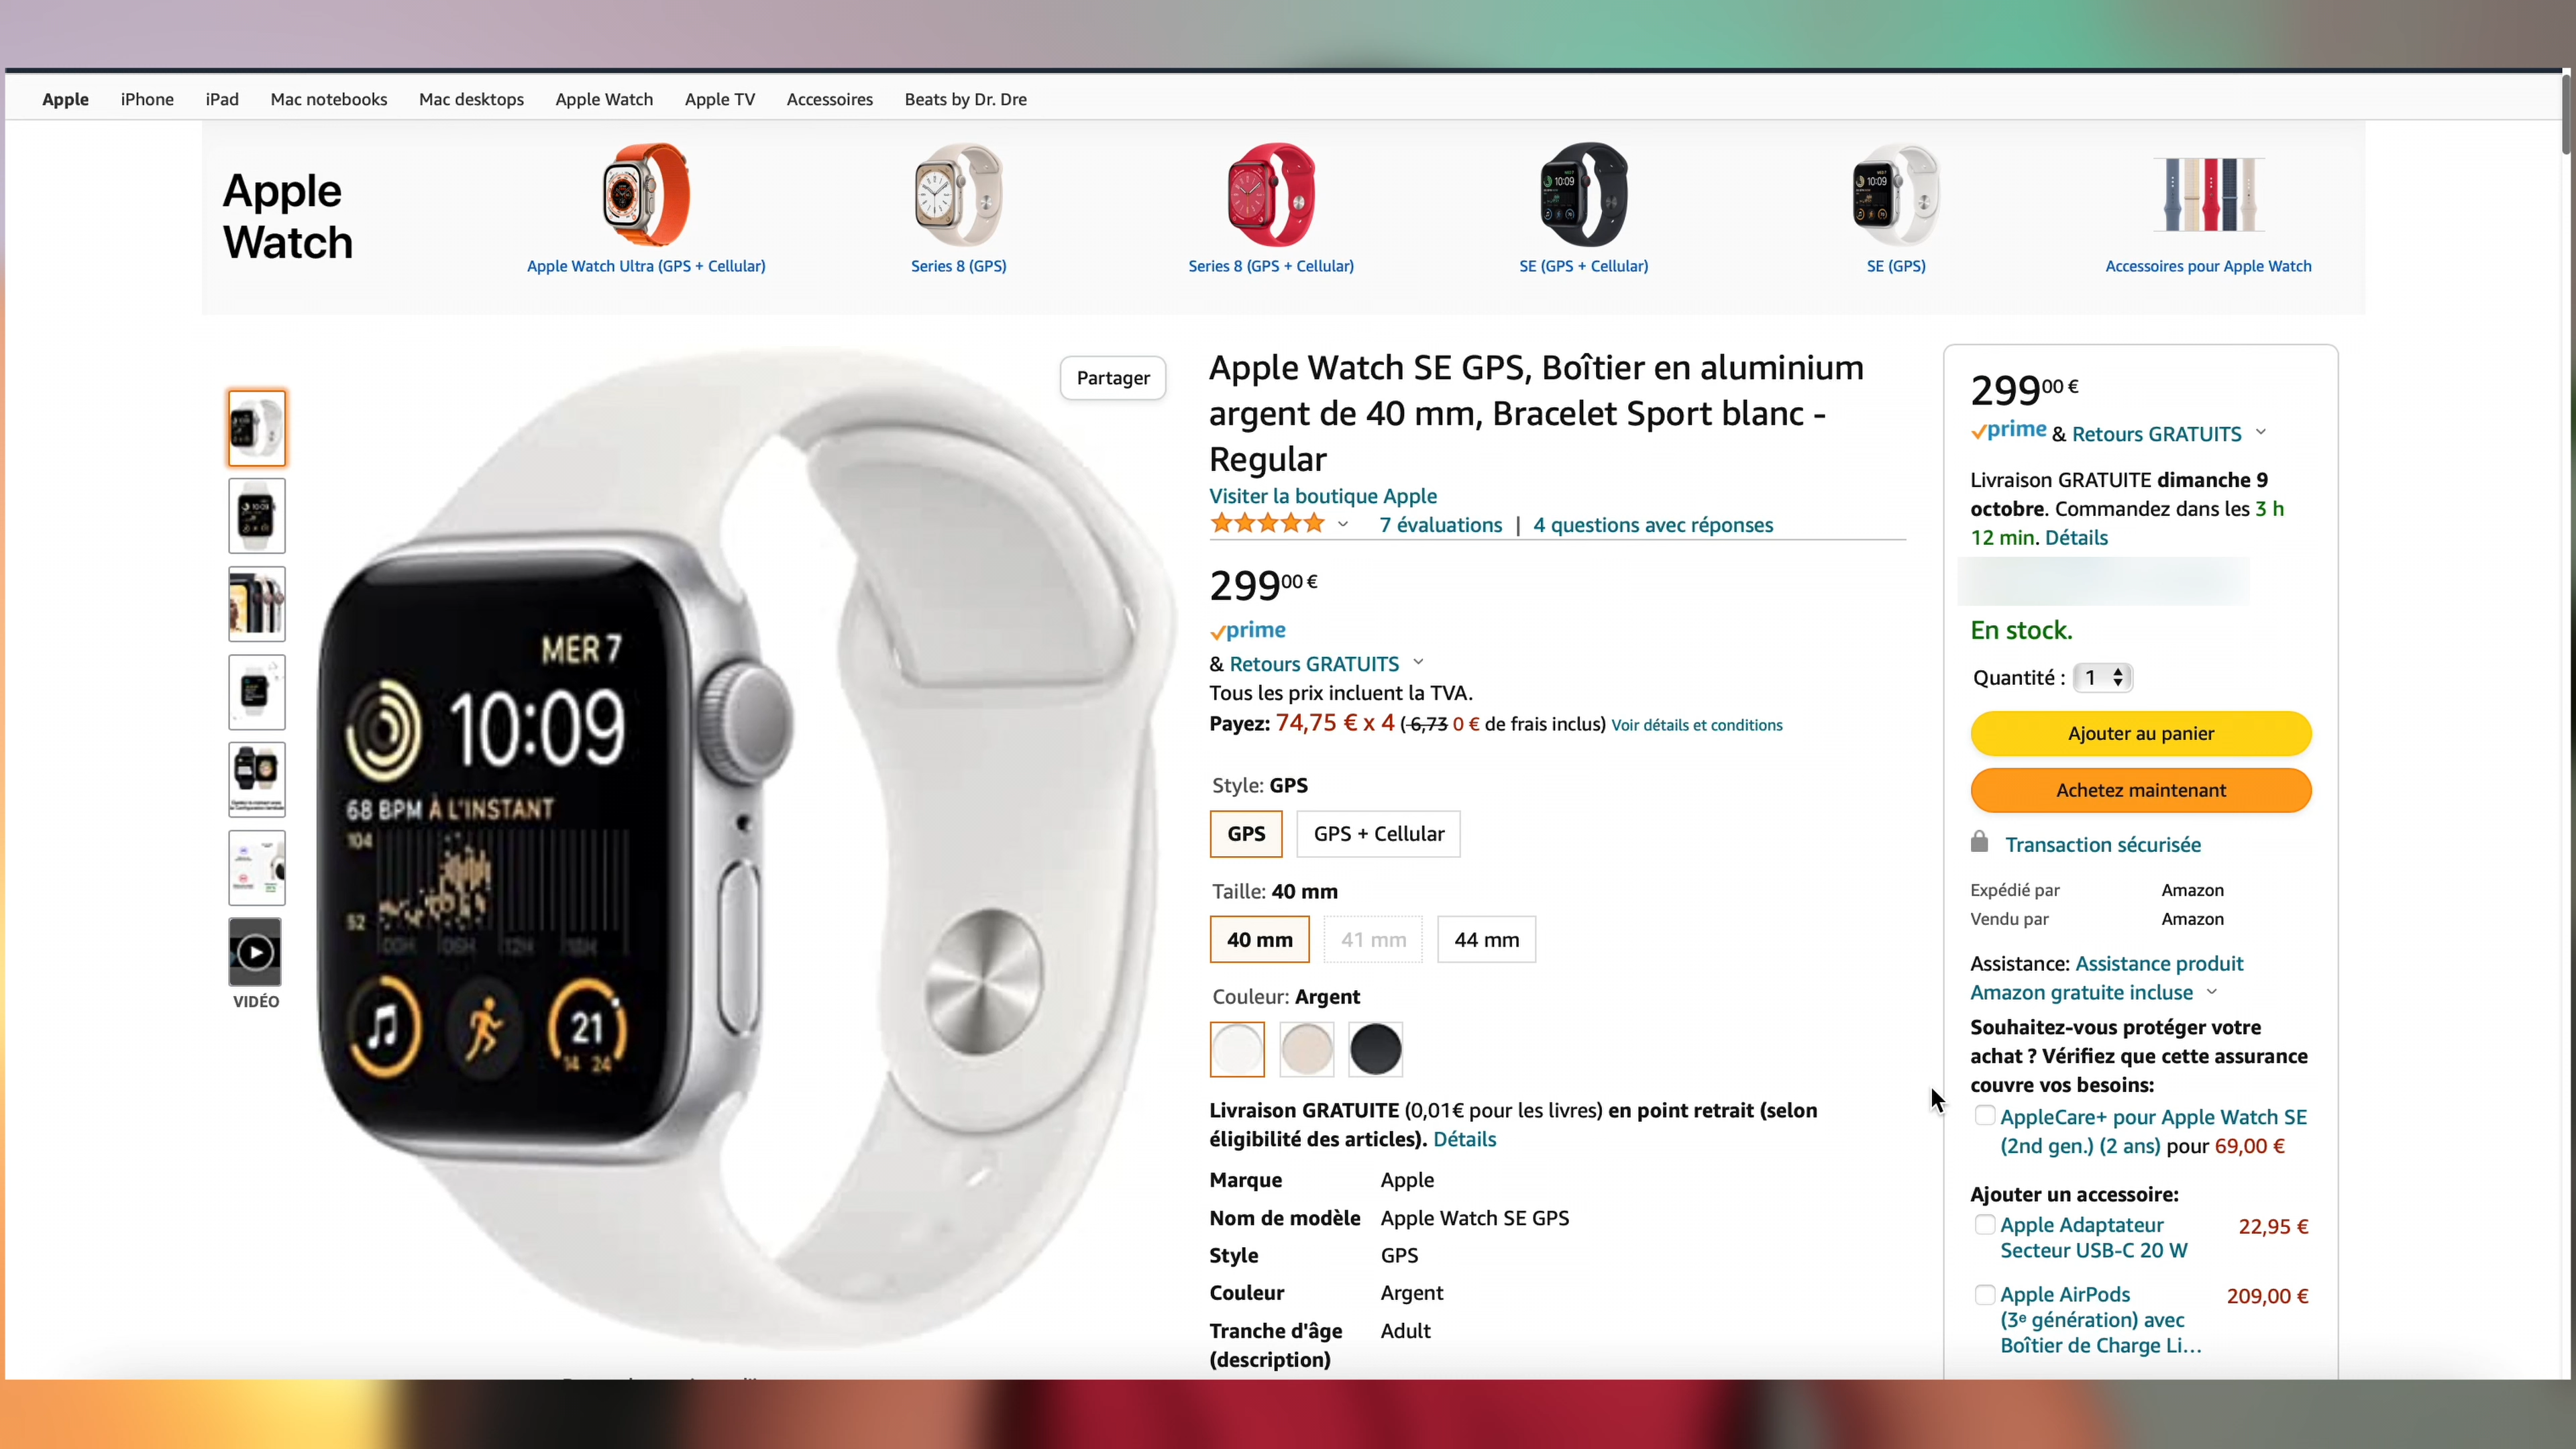 Apple iPhone iPad Mac notebooks Mac desktops Apple Watch Apple TV Accessoires Beats by Dr. Dre
Apple
Watch
Apple Watch Ultra (GPS + Cellular)
Series 8 (GPS)
Series 8 (GPS + Cellular)
SE (GPS + Cellular)
SE (GPS)
Accessoires pour Apple Watch
VIDÉO
Partager
MER 7
10:09
68 BPM À L'INSTANT
104
52
00H 06H 12H 18H
21
14 24
Apple Watch SE GPS, Boîtier en aluminium
argent de 40 mm, Bracelet Sport blanc -
Regular
Visiter la boutique Apple
7 évaluations | 4 questions avec réponses
29900 €
prime
& Retours GRATUITS
Tous les prix incluent la TVA.
Payez: 74,75 € x 4 (6,73 0 € de frais inclus) Voir détails et conditions
Style: GPS
GPS GPS + Cellular
Taille: 40 mm
40 mm 41 mm 44 mm
Couleur: Argent
Livraison GRATUITE (0,01€ pour les livres) en point retrait (selon
éligibilité des articles). Détails
Marque Apple
Nom de modèle Apple Watch SE GPS
Style GPS
Couleur Argent
Tranche d'âge Adult
(description)
29900 €
prime & Retours GRATUITS
Livraison GRATUITE dimanche 9
octobre. Commandez dans les 3 h
12 min. Détails
En stock.
Quantité : 1
Ajouter au panier
Achetez maintenant
Transaction sécurisée
Expédié par Amazon
Vendu par Amazon
Assistance: Assistance produit
Amazon gratuite incluse
Souhaitez-vous protéger votre
achat ? Vérifiez que cette assurance
couvre vos besoins:
AppleCare+ pour Apple Watch SE
(2nd gen.) (2 ans) pour 69,00 €
Ajouter un accessoire:
Apple Adaptateur 22,95 €
Secteur USB-C 20 W
Apple AirPods 209,00 €
(3e génération) avec
Boîtier de Charge Li…